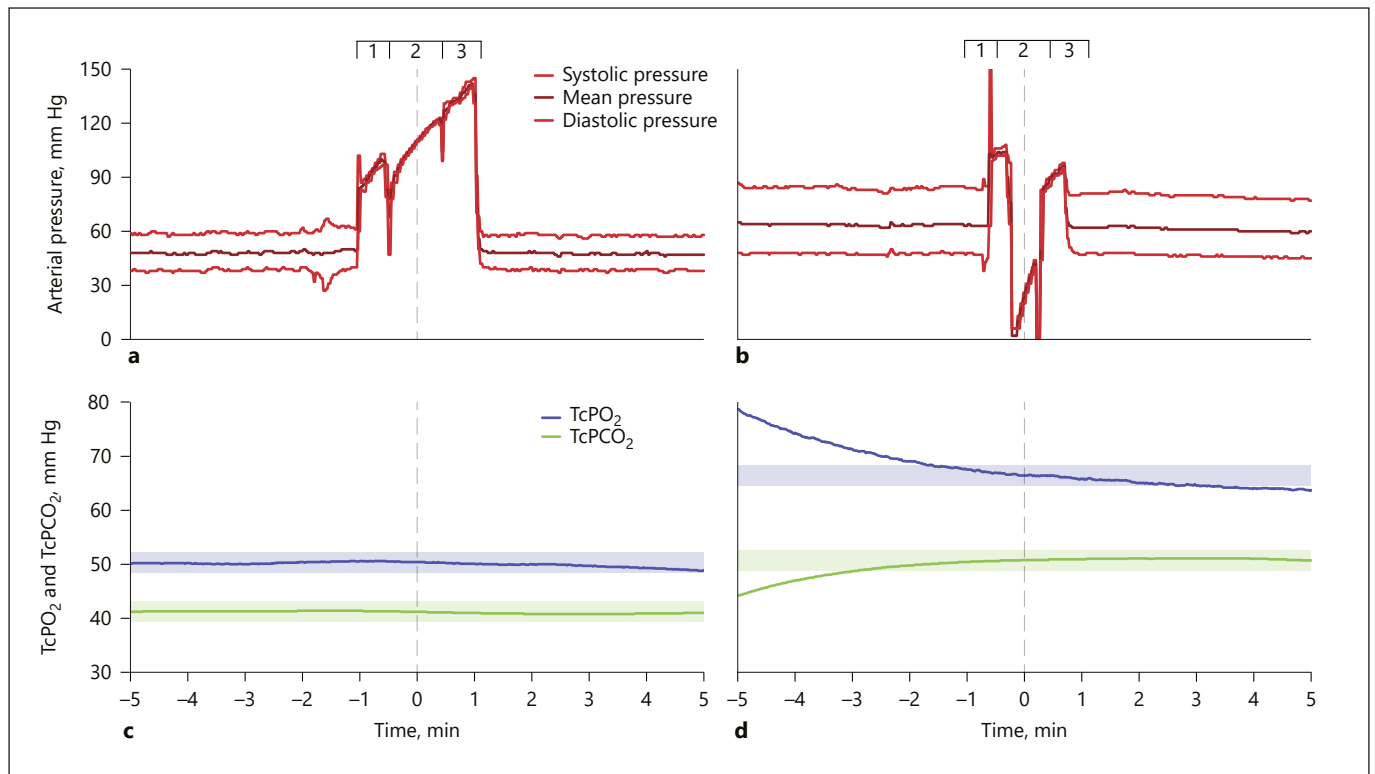 1 2 3
1 2 3
Arterial pressure, mm Hg
150
120
90
60
30
0
Systolic pressure
Mean pressure
Diastolic pressure
a
b
TcPO2 and TcPCO2, mm Hg
80
70
60
50
40
30
TcPO2
TcPCO2
–5 –4 –3 –2 –1 0 1 2 3 4 5
–5 –4 –3 –2 –1 0 1 2 3 4 5
c
Time, min
d
Time, min